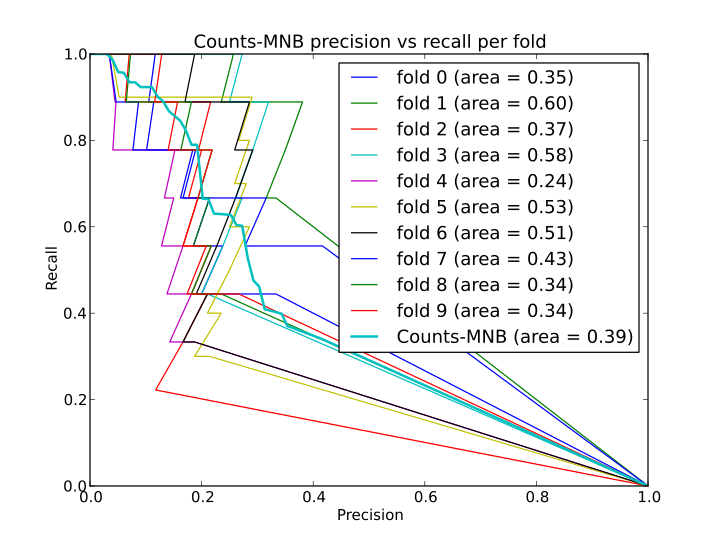 Counts-MNB precision vs recall per fold
1.0
0.8
0.6
0.4
0.2
0.0
Recall
fold 0 (area = 0.35)
fold 1 (area = 0.60)
fold 2 (area = 0.37)
fold 3 (area = 0.58)
fold 4 (area = 0.24)
fold 5 (area = 0.53)
fold 6 (area = 0.51)
fold 7 (area = 0.43)
fold 8 (area = 0.34)
fold 9 (area = 0.34)
Counts-MNB (area = 0.39)
0.0 0.2 0.4 0.6 0.8 1.0
Precision